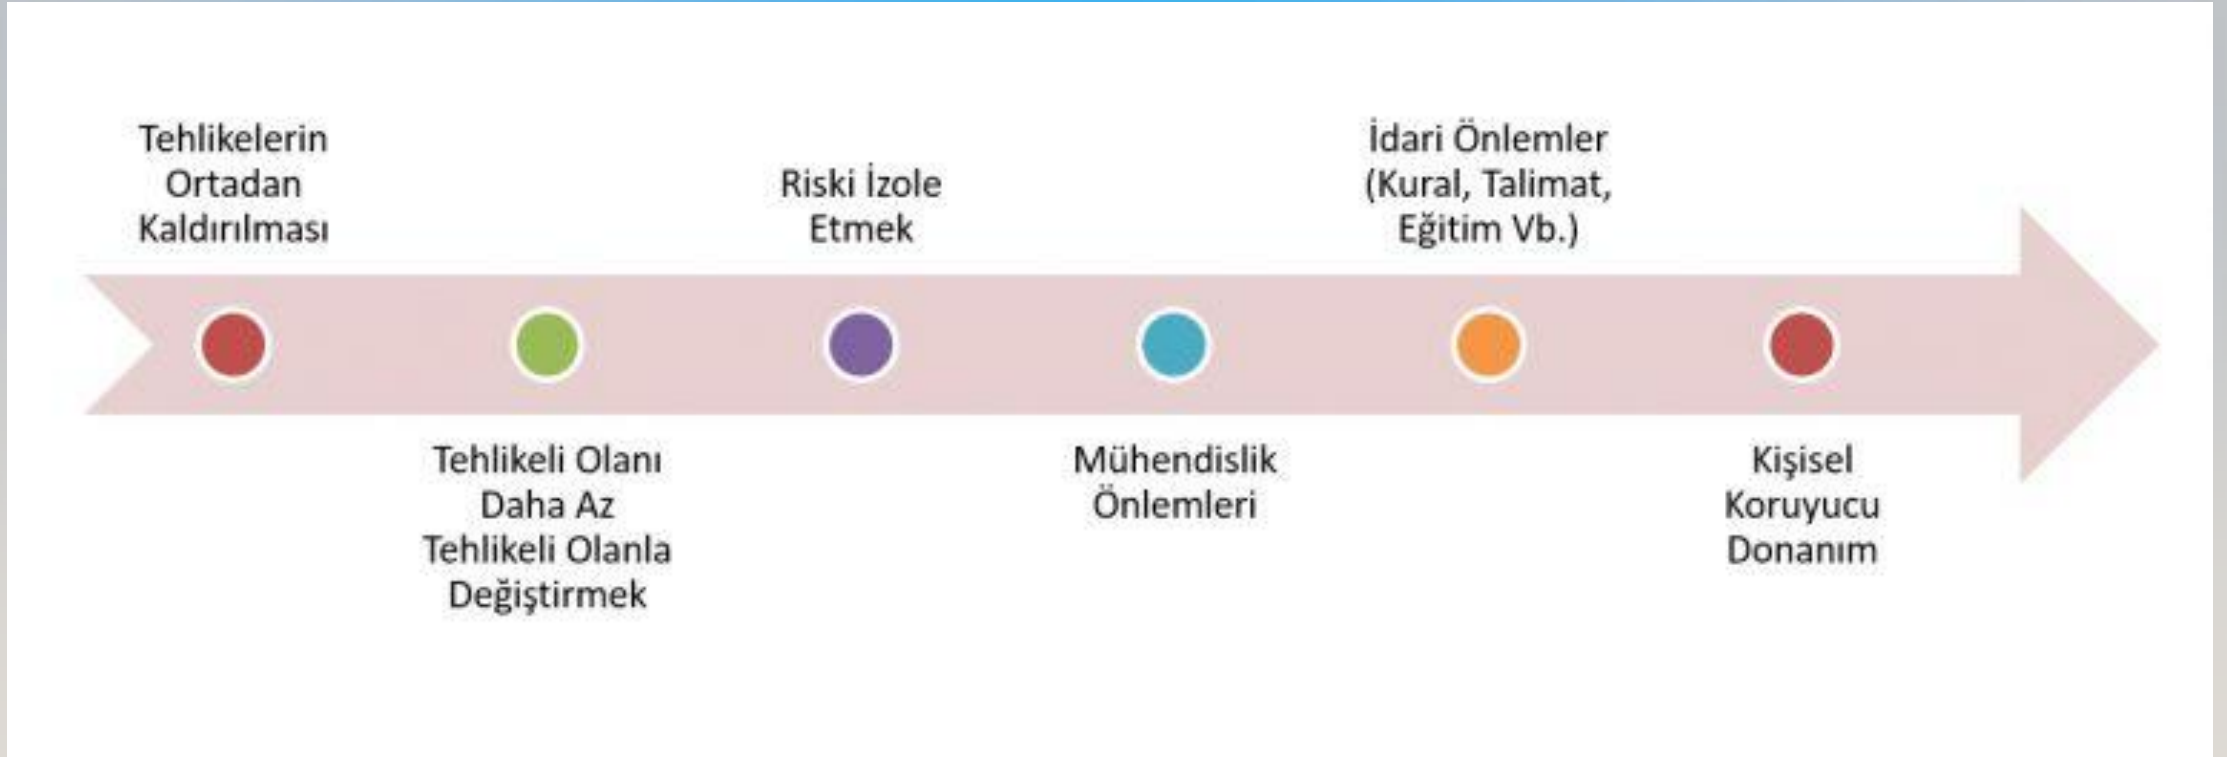 Tehlikelerin
Ortadan
Kaldırılması
Tehlikeli Olanı
Daha Az
Tehlikeli Olanla
Değiştirmek
Riski İzole
Etmek
Mühendislik
Önlemleri
İdari Önlemler
(Kural, Talimat,
Eğitim Vb.)
Kişisel
Koruyucu
Donanım